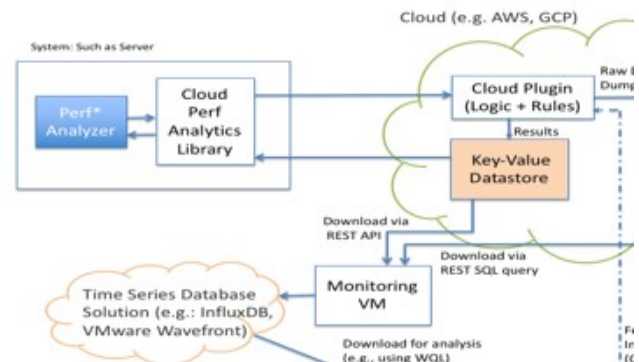 Cloud (e.g. AWS, GCP)
System: Such as Server
Raw
Dump
Perf*
Analyzer
Cloud
Perf
Analytics
Library
Cloud Plugin
(Logic + Rules)
Results
Key-Value
Datastore
Download via
REST API
Download via
REST SQL query
Monitoring
VM
Time Series Database
Solution (e.g.: InfluxDB,
VMware Wavefront)
Download for analysis
(e.g., using WQL)